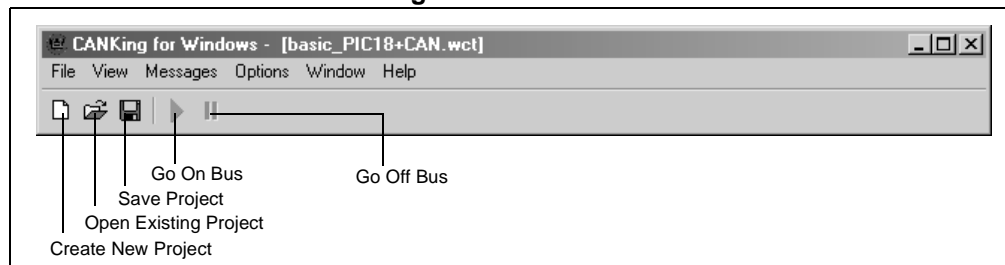 CANKing for Windows - [basic_PIC18+CAN.wct]
File View Messages Options Window Help
Go On Bus
Go Off Bus
Save Project
Open Existing Project
Create New Project